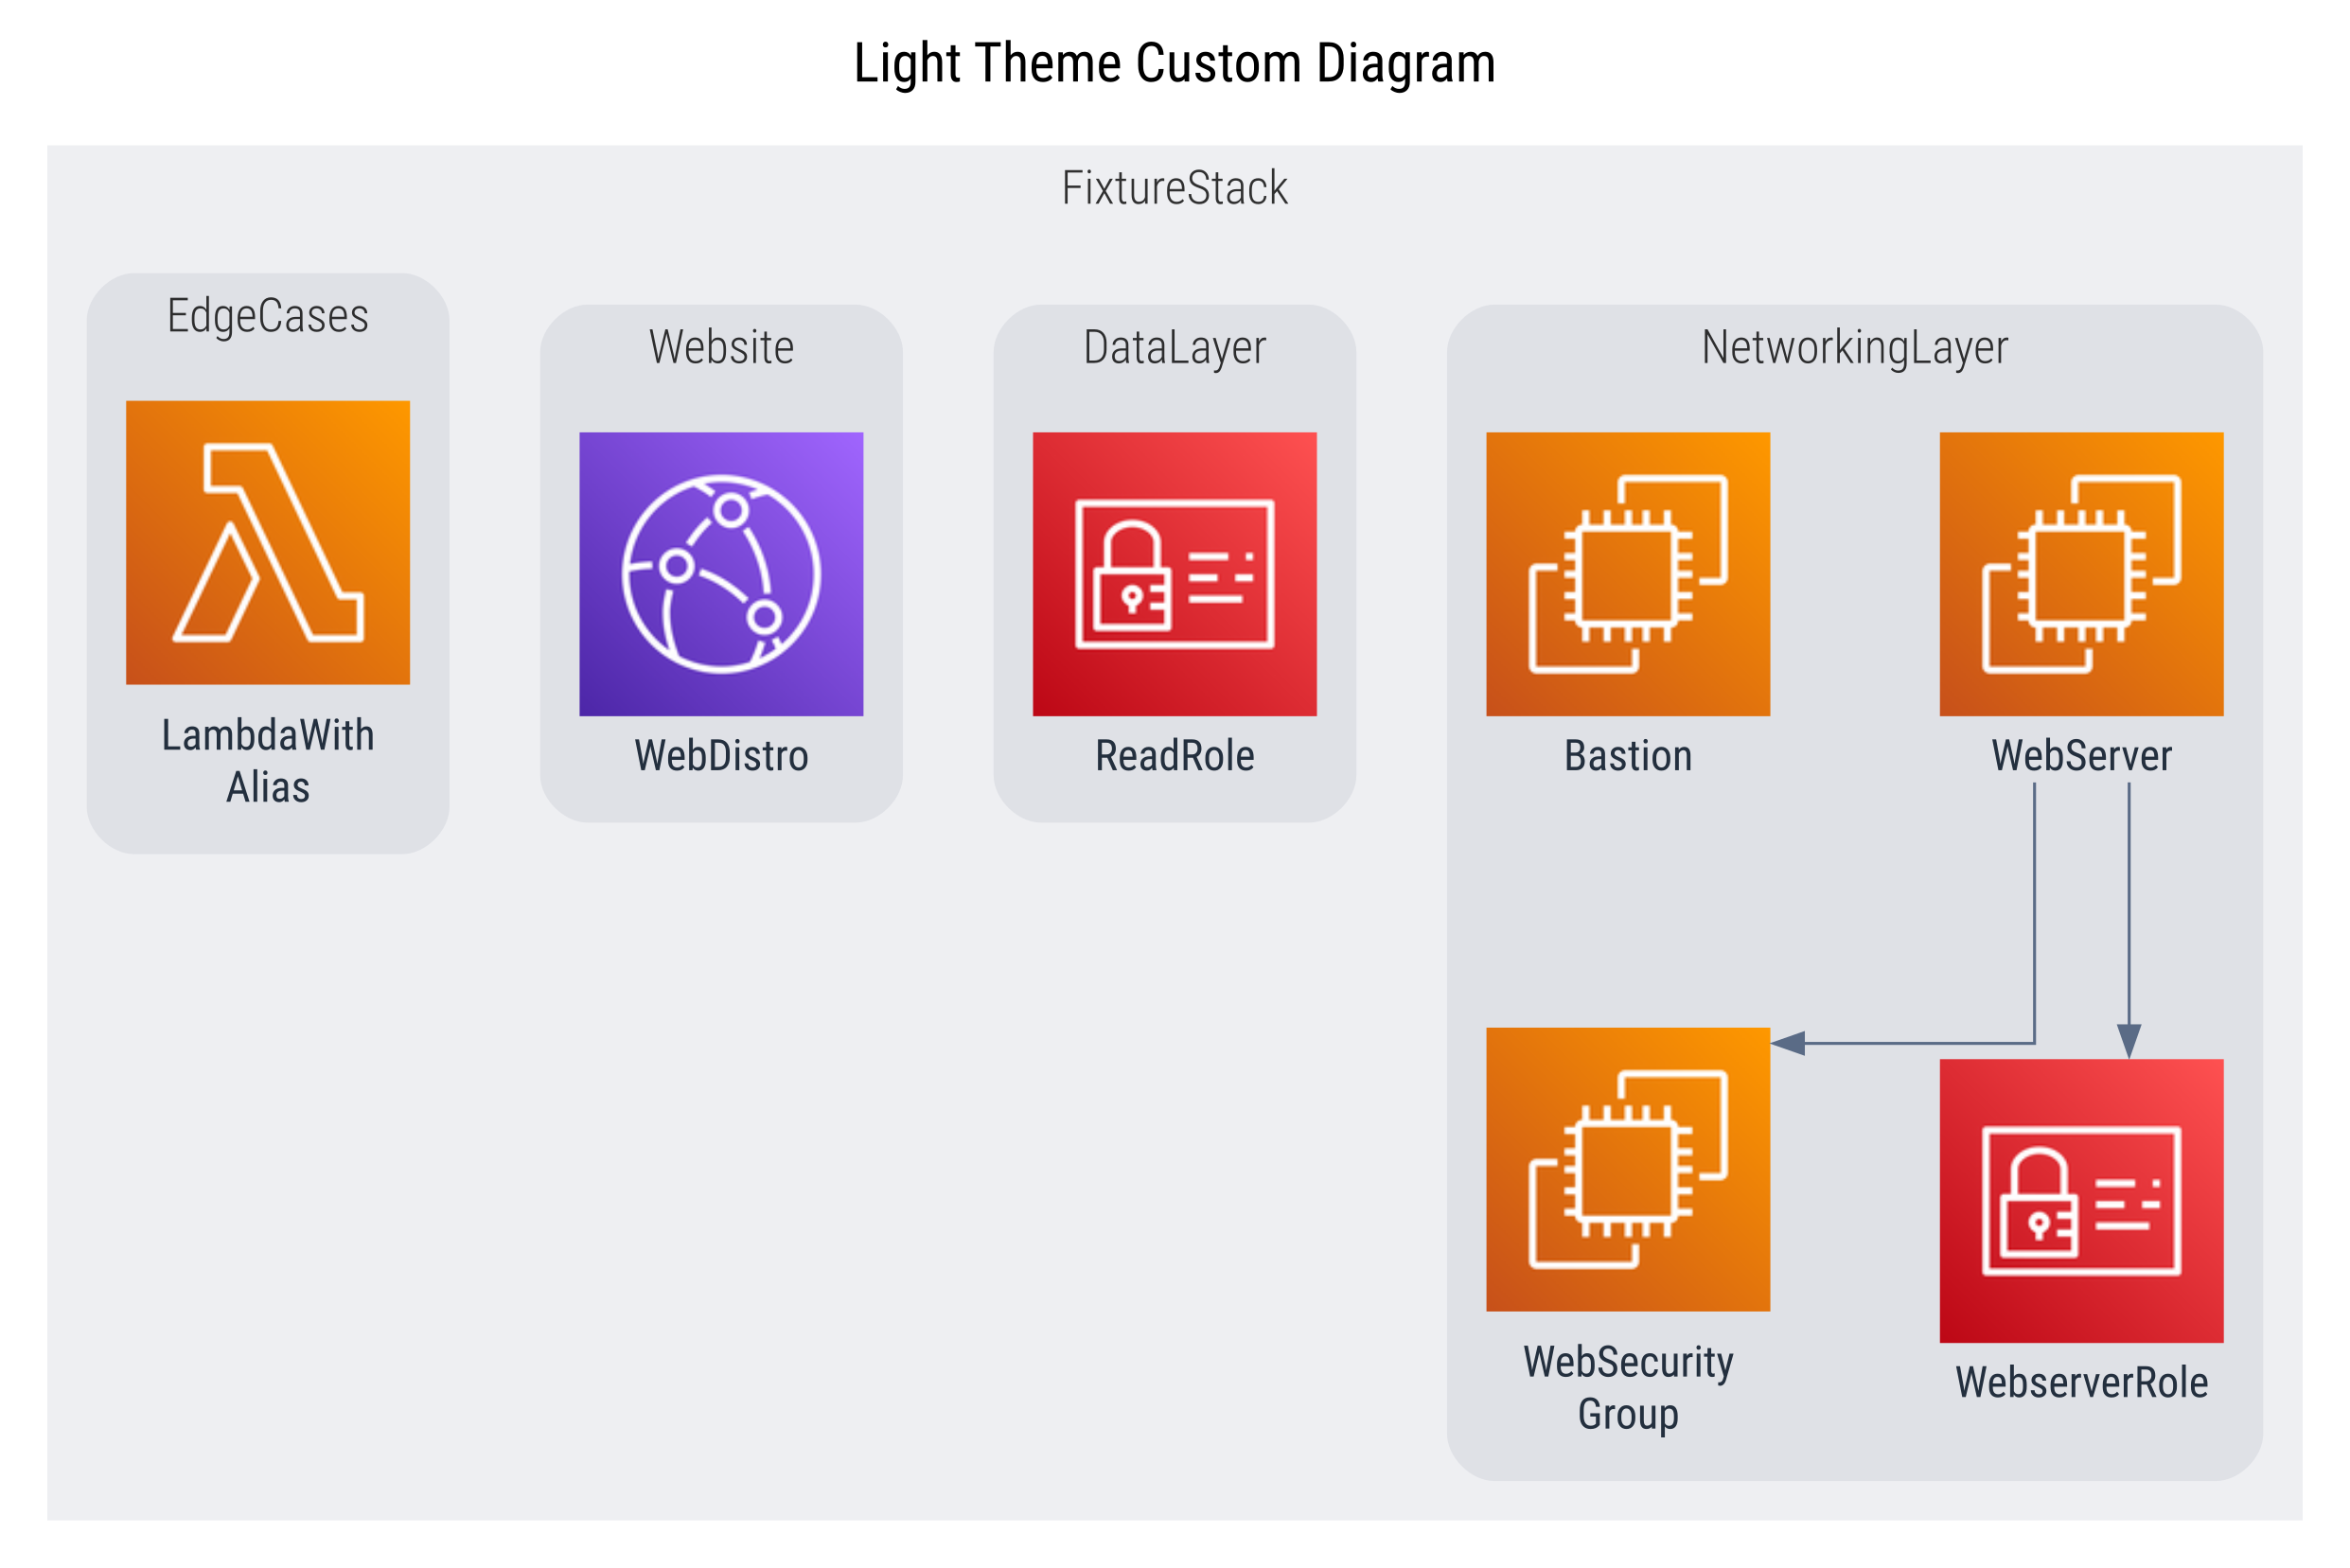 Light Theme Custom Diagram
FixtureStack
EdgeCases
Website
DataLayer
NetworkingLayer
LambdaWith
Alias
WebDistro
ReadRole
Bastion
WebServer
WebSecurity
Group
WebserverRole